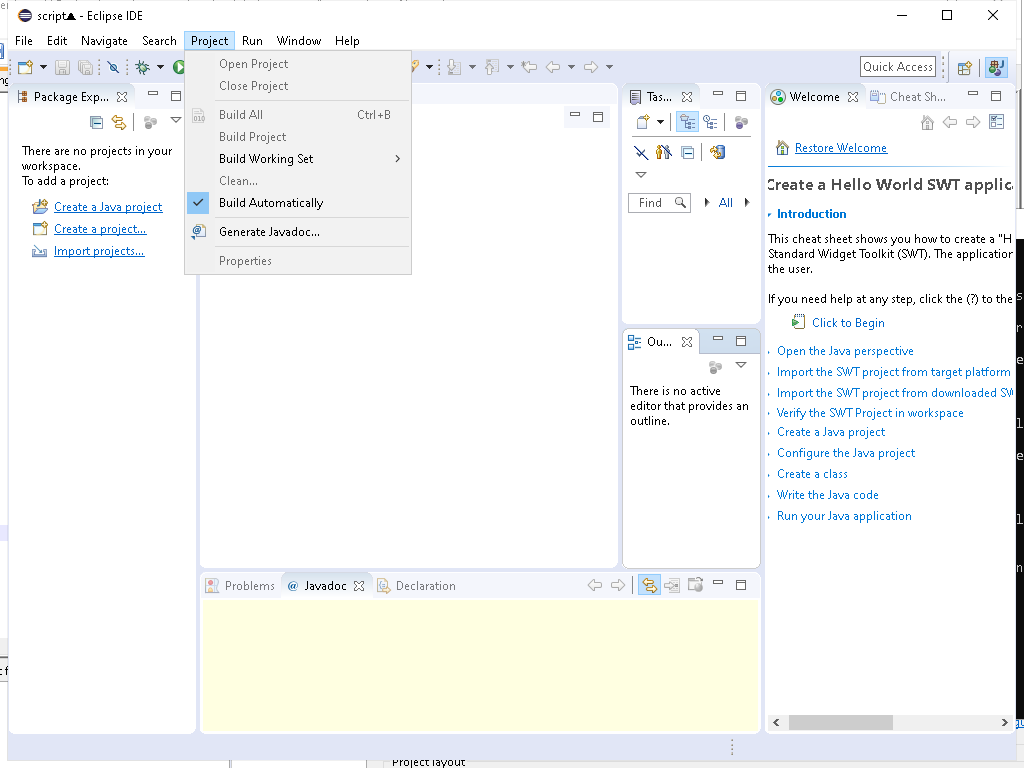 script▲ - Eclipse IDE
File Edit Navigate Search Project Run Window Help
Quick Access
Package Exp...
There are no projects in your
workspace.
To add a project:
Create a Java project
Create a project...
Import projects...
Open Project
Close Project
Build All Ctrl+B
Build Project
Build Working Set
Clean...
Build Automatically
Generate Javadoc...
Properties
Tas...
Find
All
Ou...
There is no active
editor that provides an
outline.
Welcome
Cheat Sh...
Restore Welcome
Create a Hello World SWT applic
Introduction
This cheat sheet shows you how to create a "H
Standard Widget Toolkit (SWT). The application
the user.
If you need help at any step, click the (?) to the
Click to Begin
Open the Java perspective
Import the SWT project from target platform
Import the SWT project from downloaded SW
Verify the SWT Project in workspace
Create a Java project
Configure the Java project
Create a class
Write the Java code
Run your Java application
Problems
@ Javadoc
Declaration
Project layout